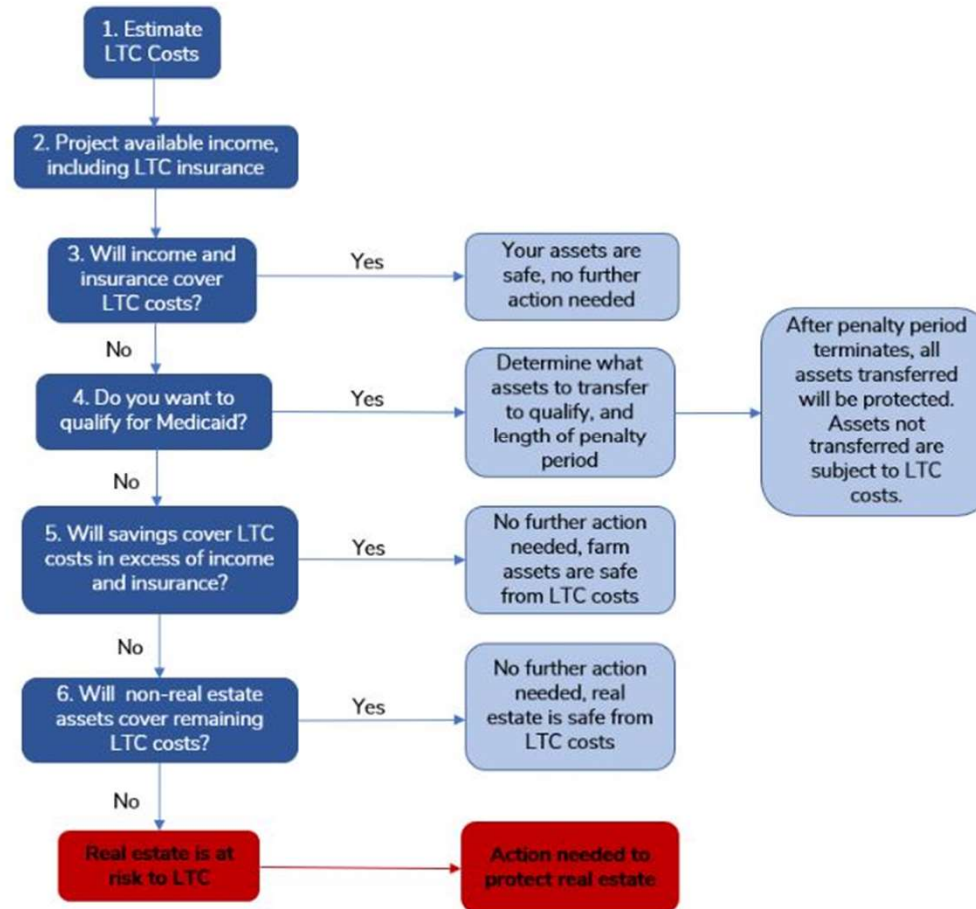 1. Estimate
LTC Costs
2. Project available income,
including LTC insurance
3. Will income and
insurance cover
LTC costs?
Yes
Your assets are
safe, no further
action needed
No
4. Do you want to
qualify for Medicaid?
Yes
Determine what
assets to transfer
to qualify, and
length of penalty
period
After penalty period
terminates, all
assets transferred
will be protected.
Assets not
transferred are
subject to LTC
costs.
No
5. Will savings cover LTC
costs in excess of income
and insurance?
Yes
No further action
needed, farm
assets are safe
from LTC costs
No
6. Will non-real estate
assets cover remaining
LTC costs?
Yes
No further action
needed, real
estate is safe from
LTC costs
No
Real estate is at
risk to LTC
Action needed to
protect real estate